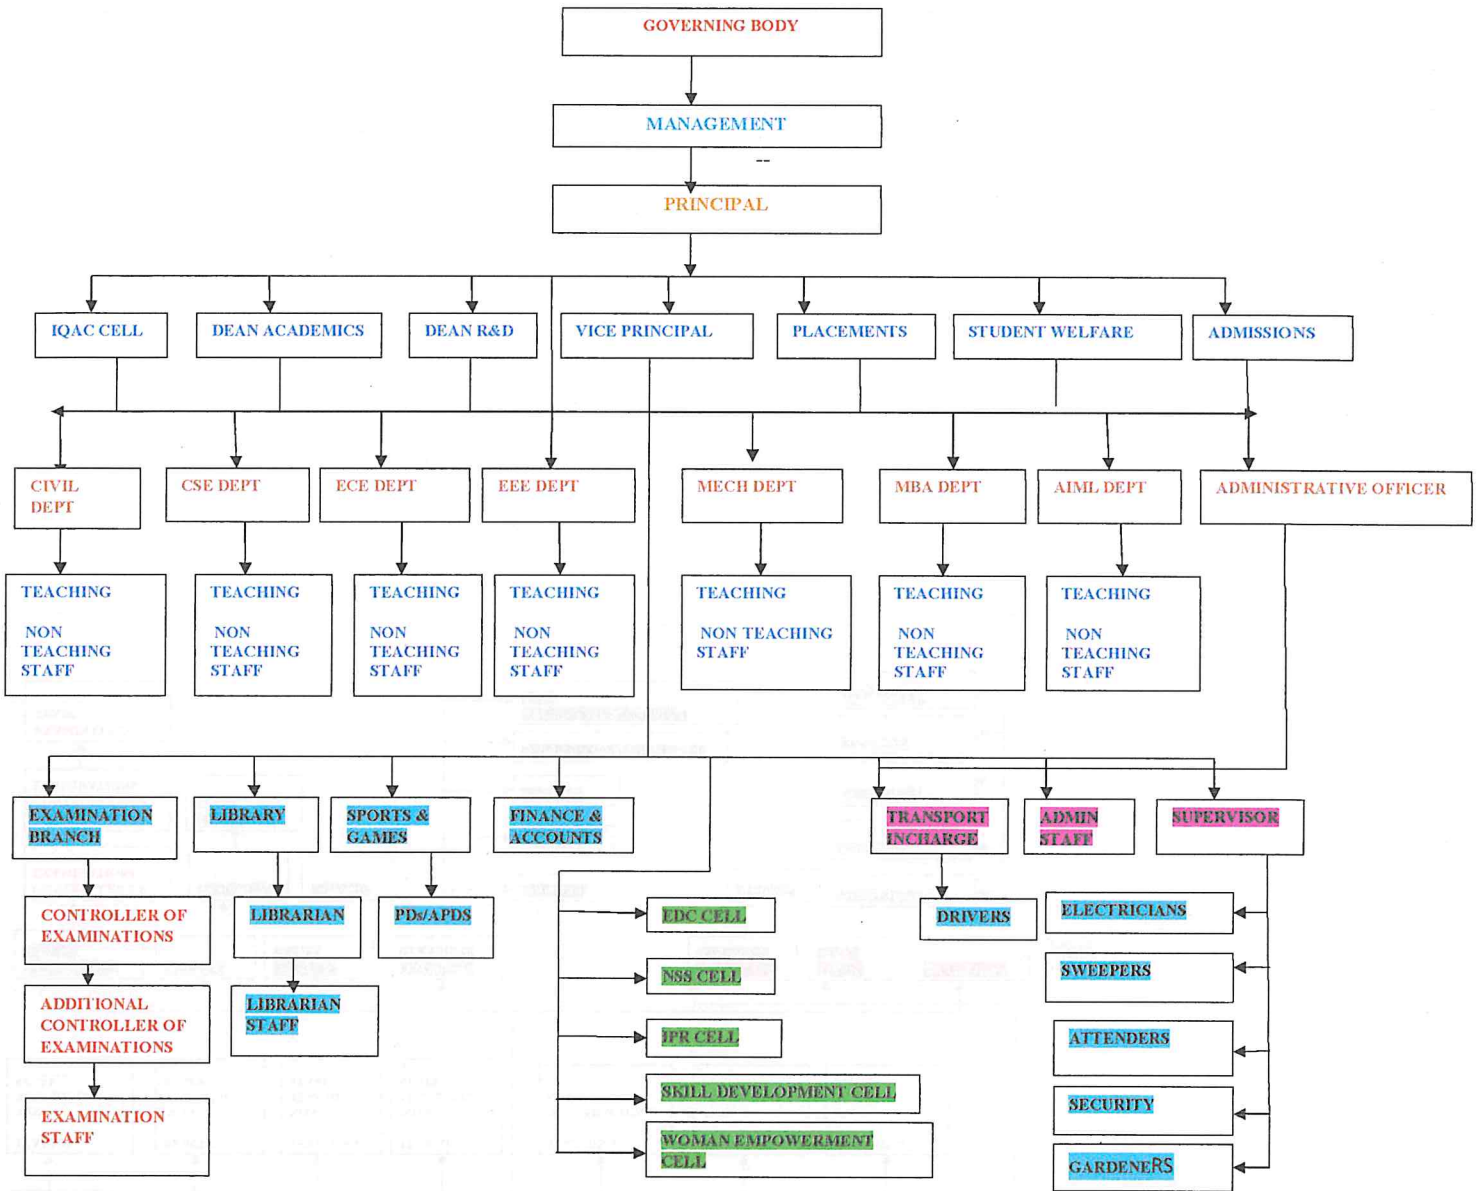 GOVERNING BODY
MANAGEMENT
--
PRINCIPAL
IQAC CELL
DEAN ACADEMICS
DEAN R&D
VICE PRINCIPAL
PLACEMENTS
STUDENT WELFARE
ADMISSIONS
CIVIL
DEPT
CSE DEPT
ECE DEPT
EEE DEPT
MECH DEPT
MBA DEPT
AIML DEPT
ADMINISTRATIVE OFFICER
TEACHING
NON
TEACHING
STAFF
TEACHING
NON
TEACHING
STAFF
TEACHING
NON
TEACHING
STAFF
TEACHING
NON
TEACHING
STAFF
TEACHING
NON TEACHING
STAFF
TEACHING
NON
TEACHING
STAFF
TEACHING
NON
TEACHING
STAFF
EXAMINATION
BRANCH
LIBRARY
SPORTS &
GAMES
FINANCE &
ACCOUNTS
TRANSPORT
INCHARGE
ADMIN
STAFF
SUPERVISOR
CONTROLLER OF
EXAMINATIONS
LIBRARIAN
PDs/APDS
EDC CELL
DRIVERS
ELECTRICIANS
NSS CELL
SWEEPERS
ADDITIONAL
CONTROLLER OF
EXAMINATIONS
LIBRARIAN
STAFF
IPR CELL
ATTENDERS
SKILL DEVELOPMENT CELL
SECURITY
EXAMINATION
STAFF
WOMAN EMPOWERMENT
CELL
GARDENERS